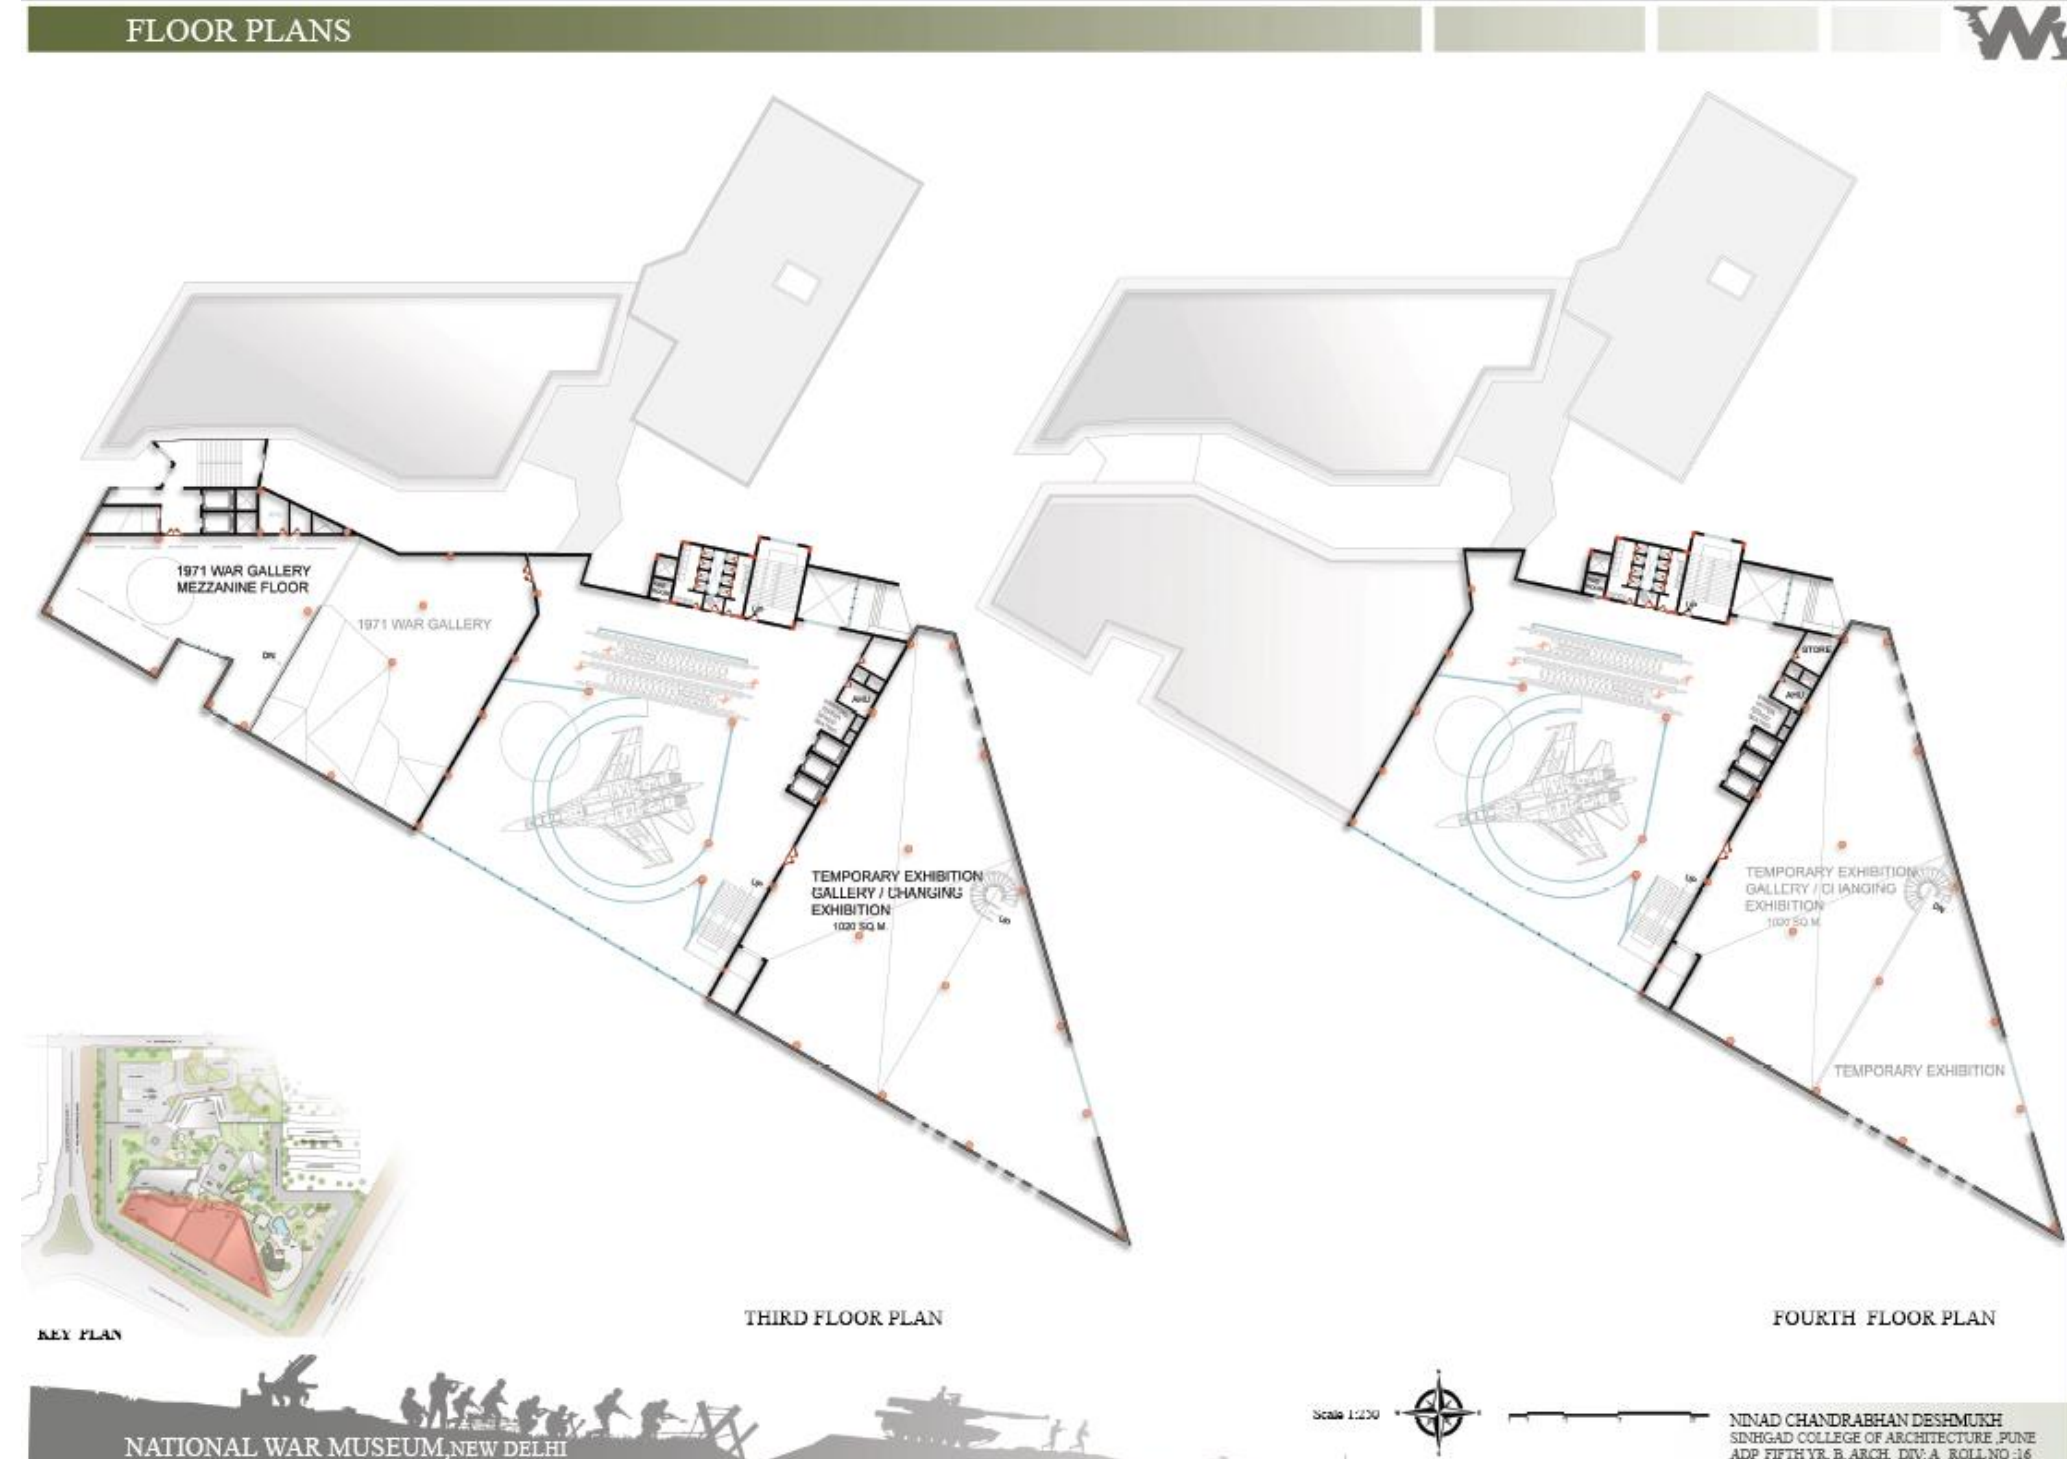 FLOOR PLANS
1971 WAR GALLERY
MEZZANINE FLOOR
1971 WAR GALLERY
DN
UP
AHU
UP
TEMPORARY EXHIBITION
GALLERY / CHANGING
EXHIBITION
1020 SQ.M.
UP
UP
STORE
AHU
UP
TEMPORARY EXHIBITION
GALLERY / CHANGING
EXHIBITION
1020 SQ.M.
DN
TEMPORARY EXHIBITION
KEY PLAN
THIRD FLOOR PLAN
FOURTH FLOOR PLAN
Scale 1:250
NATIONAL WAR MUSEUM,NEW DELHI
NINAD CHANDRABHAN DESHMUKH
SINHGAD COLLEGE OF ARCHITECTURE ,PUNE
ADP FIFTH YR. B. ARCH. DIV: A ROLL NO :16